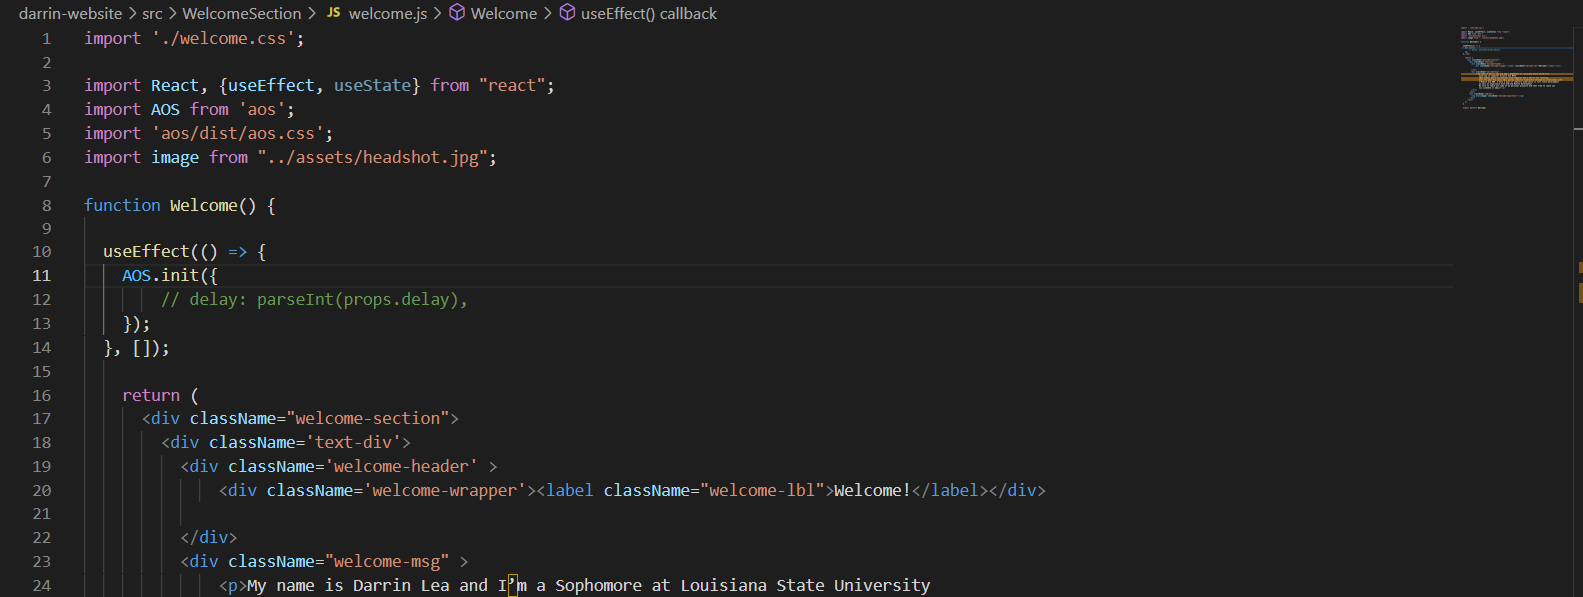 darrin-website > src > WelcomeSection > JS welcome.js > Welcome > useEffect() callback
1 import './welcome.css';
2
3 import React, {useEffect, useState} from "react";
4 import AOS from 'aos';
5 import 'aos/dist/aos.css';
6 import image from "../assets/headshot.jpg";
7
8 function Welcome() {
9
10 useEffect(() => {
11 AOS.init({
12 // delay: parseInt(props.delay),
13 });
14 }, []);
15
16 return (
17 <div className="welcome-section">
18 <div className='text-div'>
19 <div className='welcome-header' >
20 <div className='welcome-wrapper'><label className="welcome-lbl">Welcome!</label></div>
21
22 </div>
23 <div className="welcome-msg" >
24 <p>My name is Darrin Lea and I’m a Sophomore at Louisiana State University